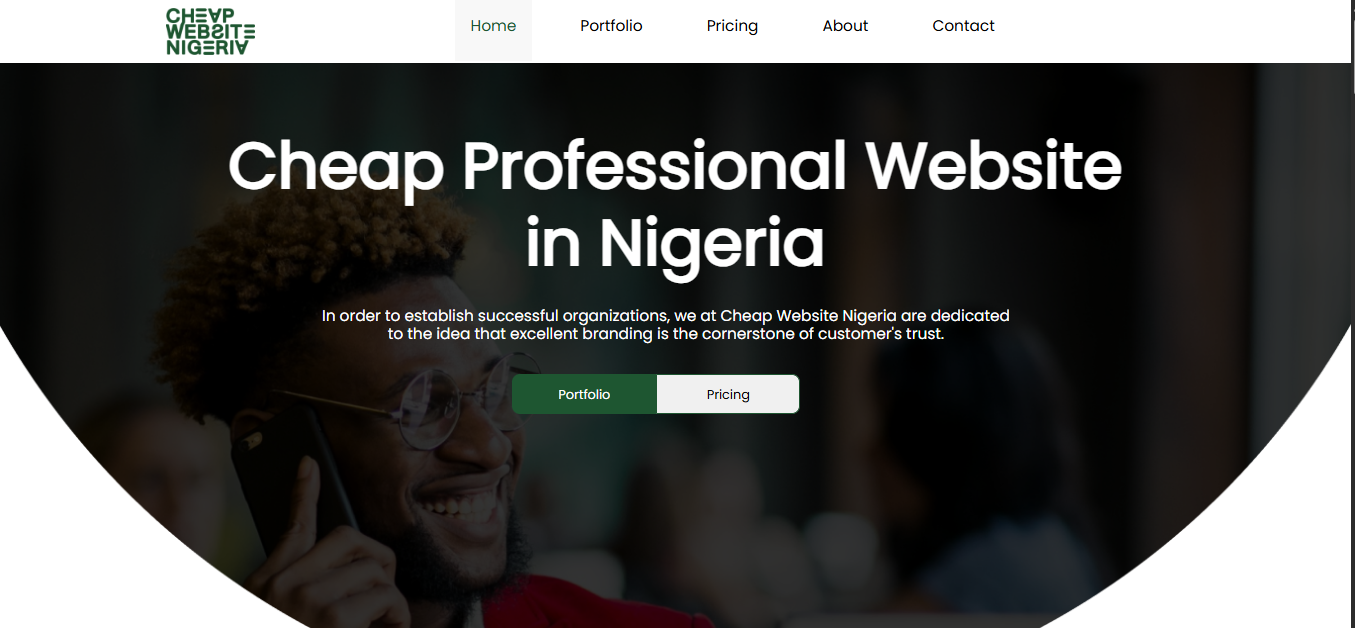 CHEAP
WEBSITE
NIGERIA
Home Portfolio Pricing About Contact
Cheap Professional Website
in Nigeria
In order to establish successful organizations, we at Cheap Website Nigeria are dedicated
to the idea that excellent branding is the cornerstone of customer's trust.
Portfolio Pricing